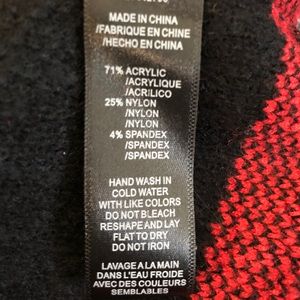 MADE IN CHINA
/FABRIQUE EN CHINE
/HECHO EN CHINA
71% ACRYLIC
/ACRYLIQUE
/ACRILICO
25% NYLON
/NYLON
/NYLON
4% SPANDEX
/SPANDEX
/SPANDEX
HAND WASH IN
COLD WATER
WITH LIKE COLORS
DO NOT BLEACH
RESHAPE AND LAY
FLAT TO DRY
DO NOT IRON
LAVAGE A LA MAIN
DANS L'EAU FROIDE
AVEC DES COULEURS
SEMBLABLES